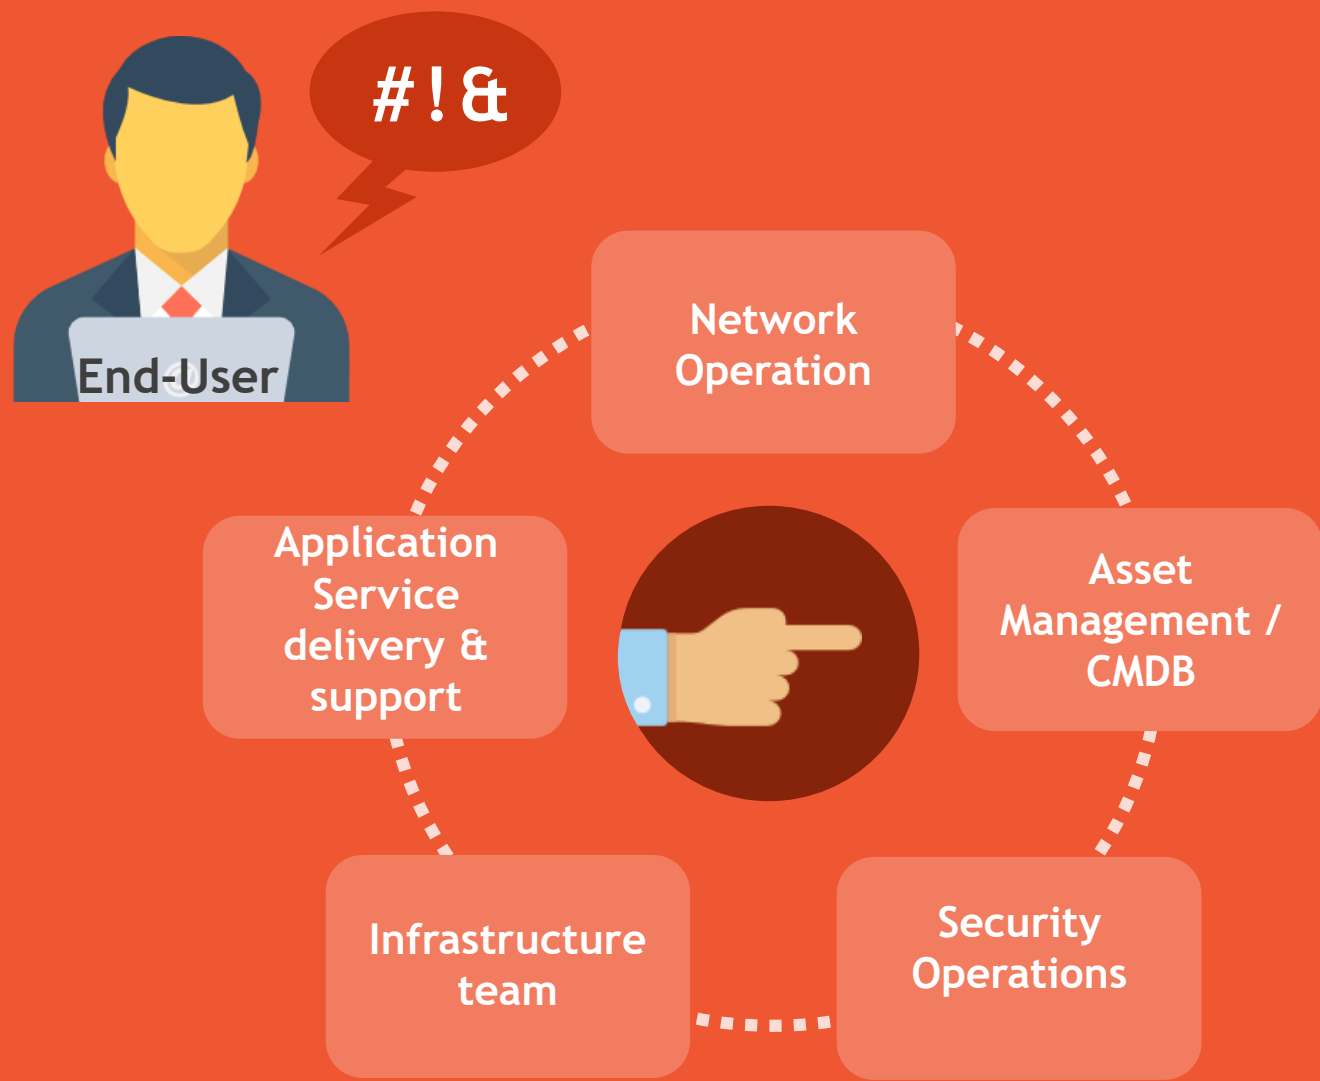 #!&
End-User
Network
Operation
Application
Service
delivery &
support
Asset
Management /
CMDB
Infrastructure
team
Security
Operations